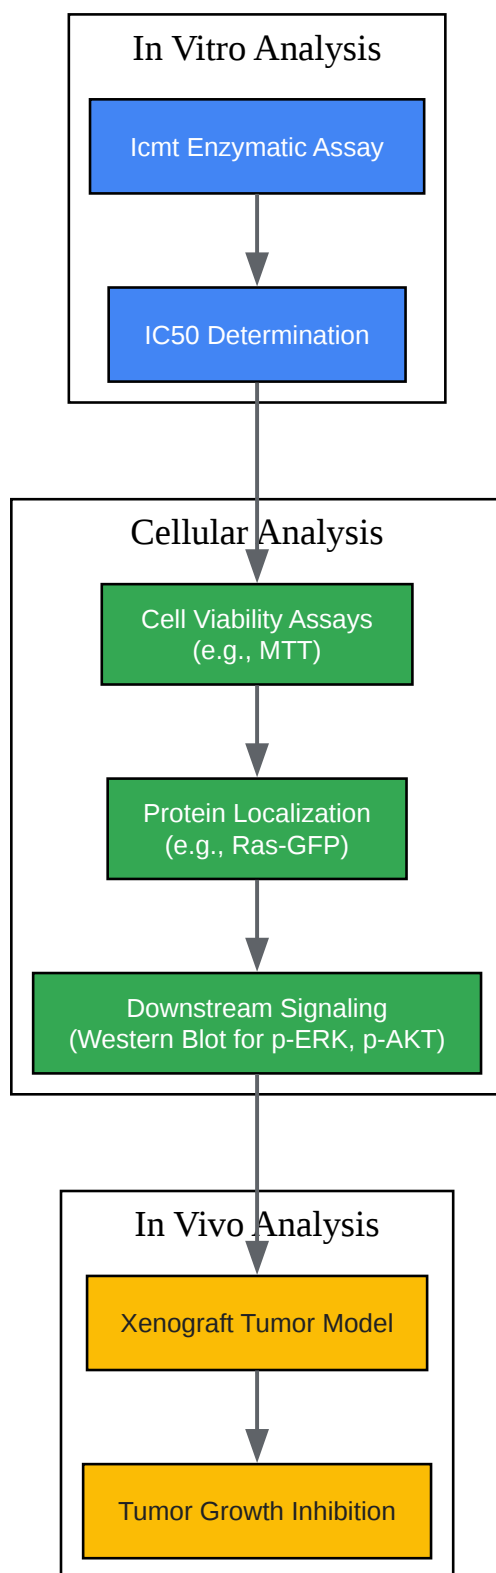 In Vitro Analysis
Icmt Enzymatic Assay
IC50 Determination
Cellular Analysis
Cell Viability Assays
(e.g., MTT)
Protein Localization
(e.g., Ras-GFP)
Downstream Signaling
(Western Blot for p-ERK, p-AKT)
In Vivo Analysis
Xenograft Tumor Model
Tumor Growth Inhibition